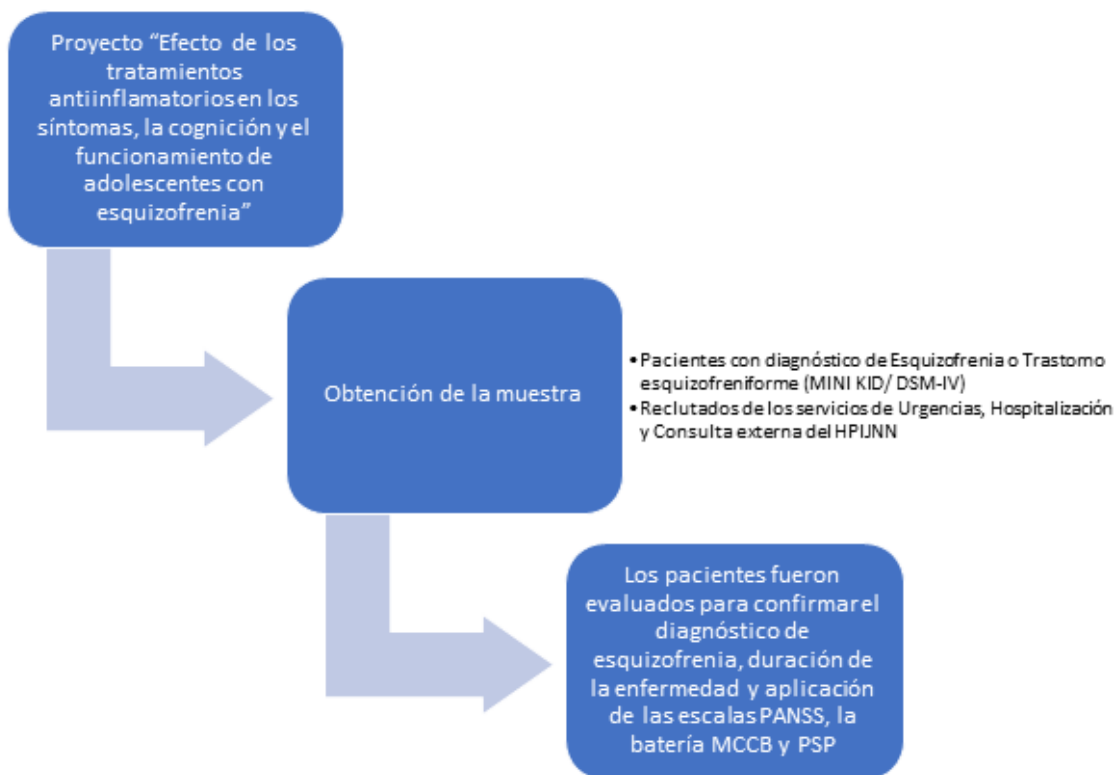 Proyecto “Efecto de los
tratamientos
antiinflamatorios en los
síntomas, la cognición y el
funcionamiento de
adolescentes con
esquizofrenia”
Obtención de la muestra
•Pacientes con diagnóstico de Esquizofrenia o Trastorno
esquizofreniforme (MINI KID/ DSM-IV)
•Reclutados de los servicios de Urgencias, Hospitalización
y Consulta externa del HPIJNN
Los pacientes fueron
evaluados para confirmar el
diagnóstico de
esquizofrenia, duración de
la enfermedad y aplicación
de las escalas PANSS, la
batería MCCB y PSP